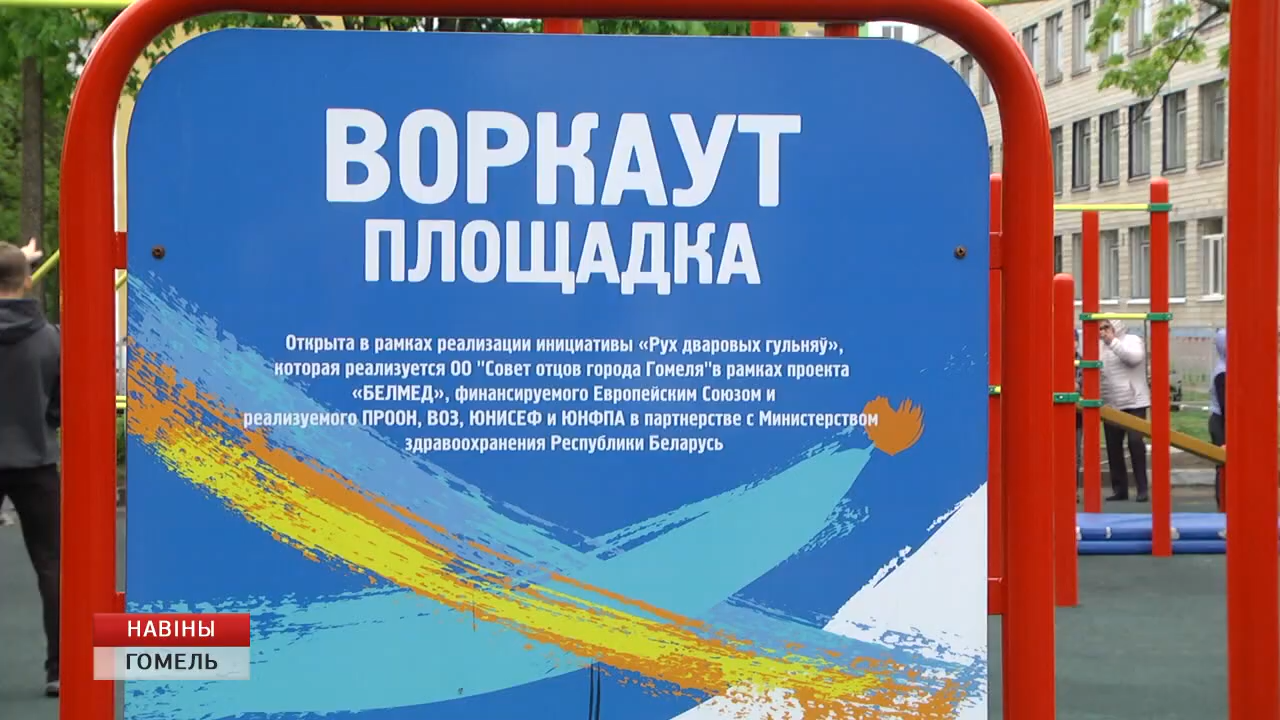 ВОРКАУТ
ПЛОЩАДКА
Открыта в рамках реализации инициативы «Рух дваровых гульняў»,
которая реализуется ОО "Совет отцов города Гомеля"в рамках проекта
«БЕЛМЕД», финансируемого Европейским Союзом и
реализуемого ПРООН, ВОЗ, ЮНИСЕФ и ЮНФПА в партнерстве с Министерством
здравоохранения Республики Беларусь
НАВІНЫ
ГОМЕЛЬ